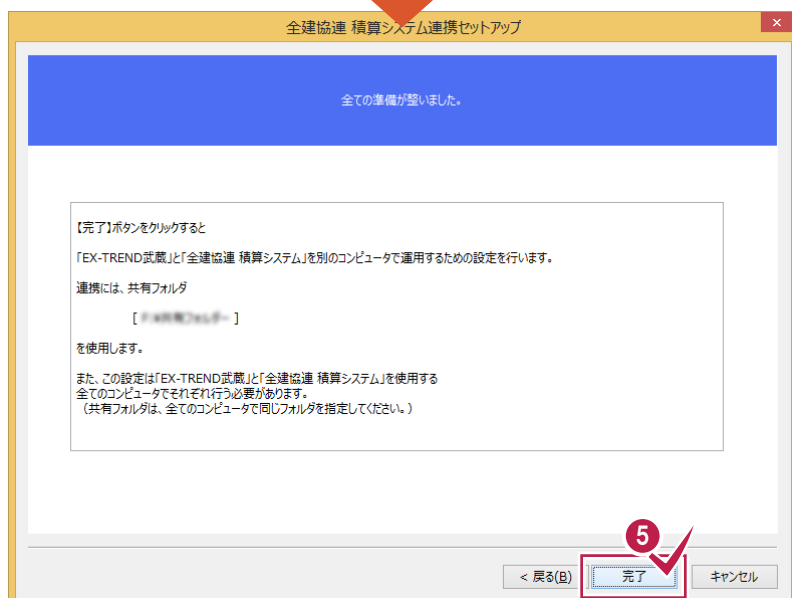 全建協連 積算システム連携セットアップ
全ての準備が整いました。
【完了】ボタンをクリックすると
「EX-TREND武蔵」と「全建協連 積算システム」を別のコンピュータで運用するための設定を行います。
連携には、共有フォルダ
[ ]
を使用します。
また、この設定は「EX-TREND武蔵」と「全建協連 積算システム」を使用する
全てのコンピュータでそれぞれ行う必要があります。
（共有フォルダは、全てのコンピュータで同じフォルダを指定してください。）
5
< 戻る(B) 完了 キャンセル